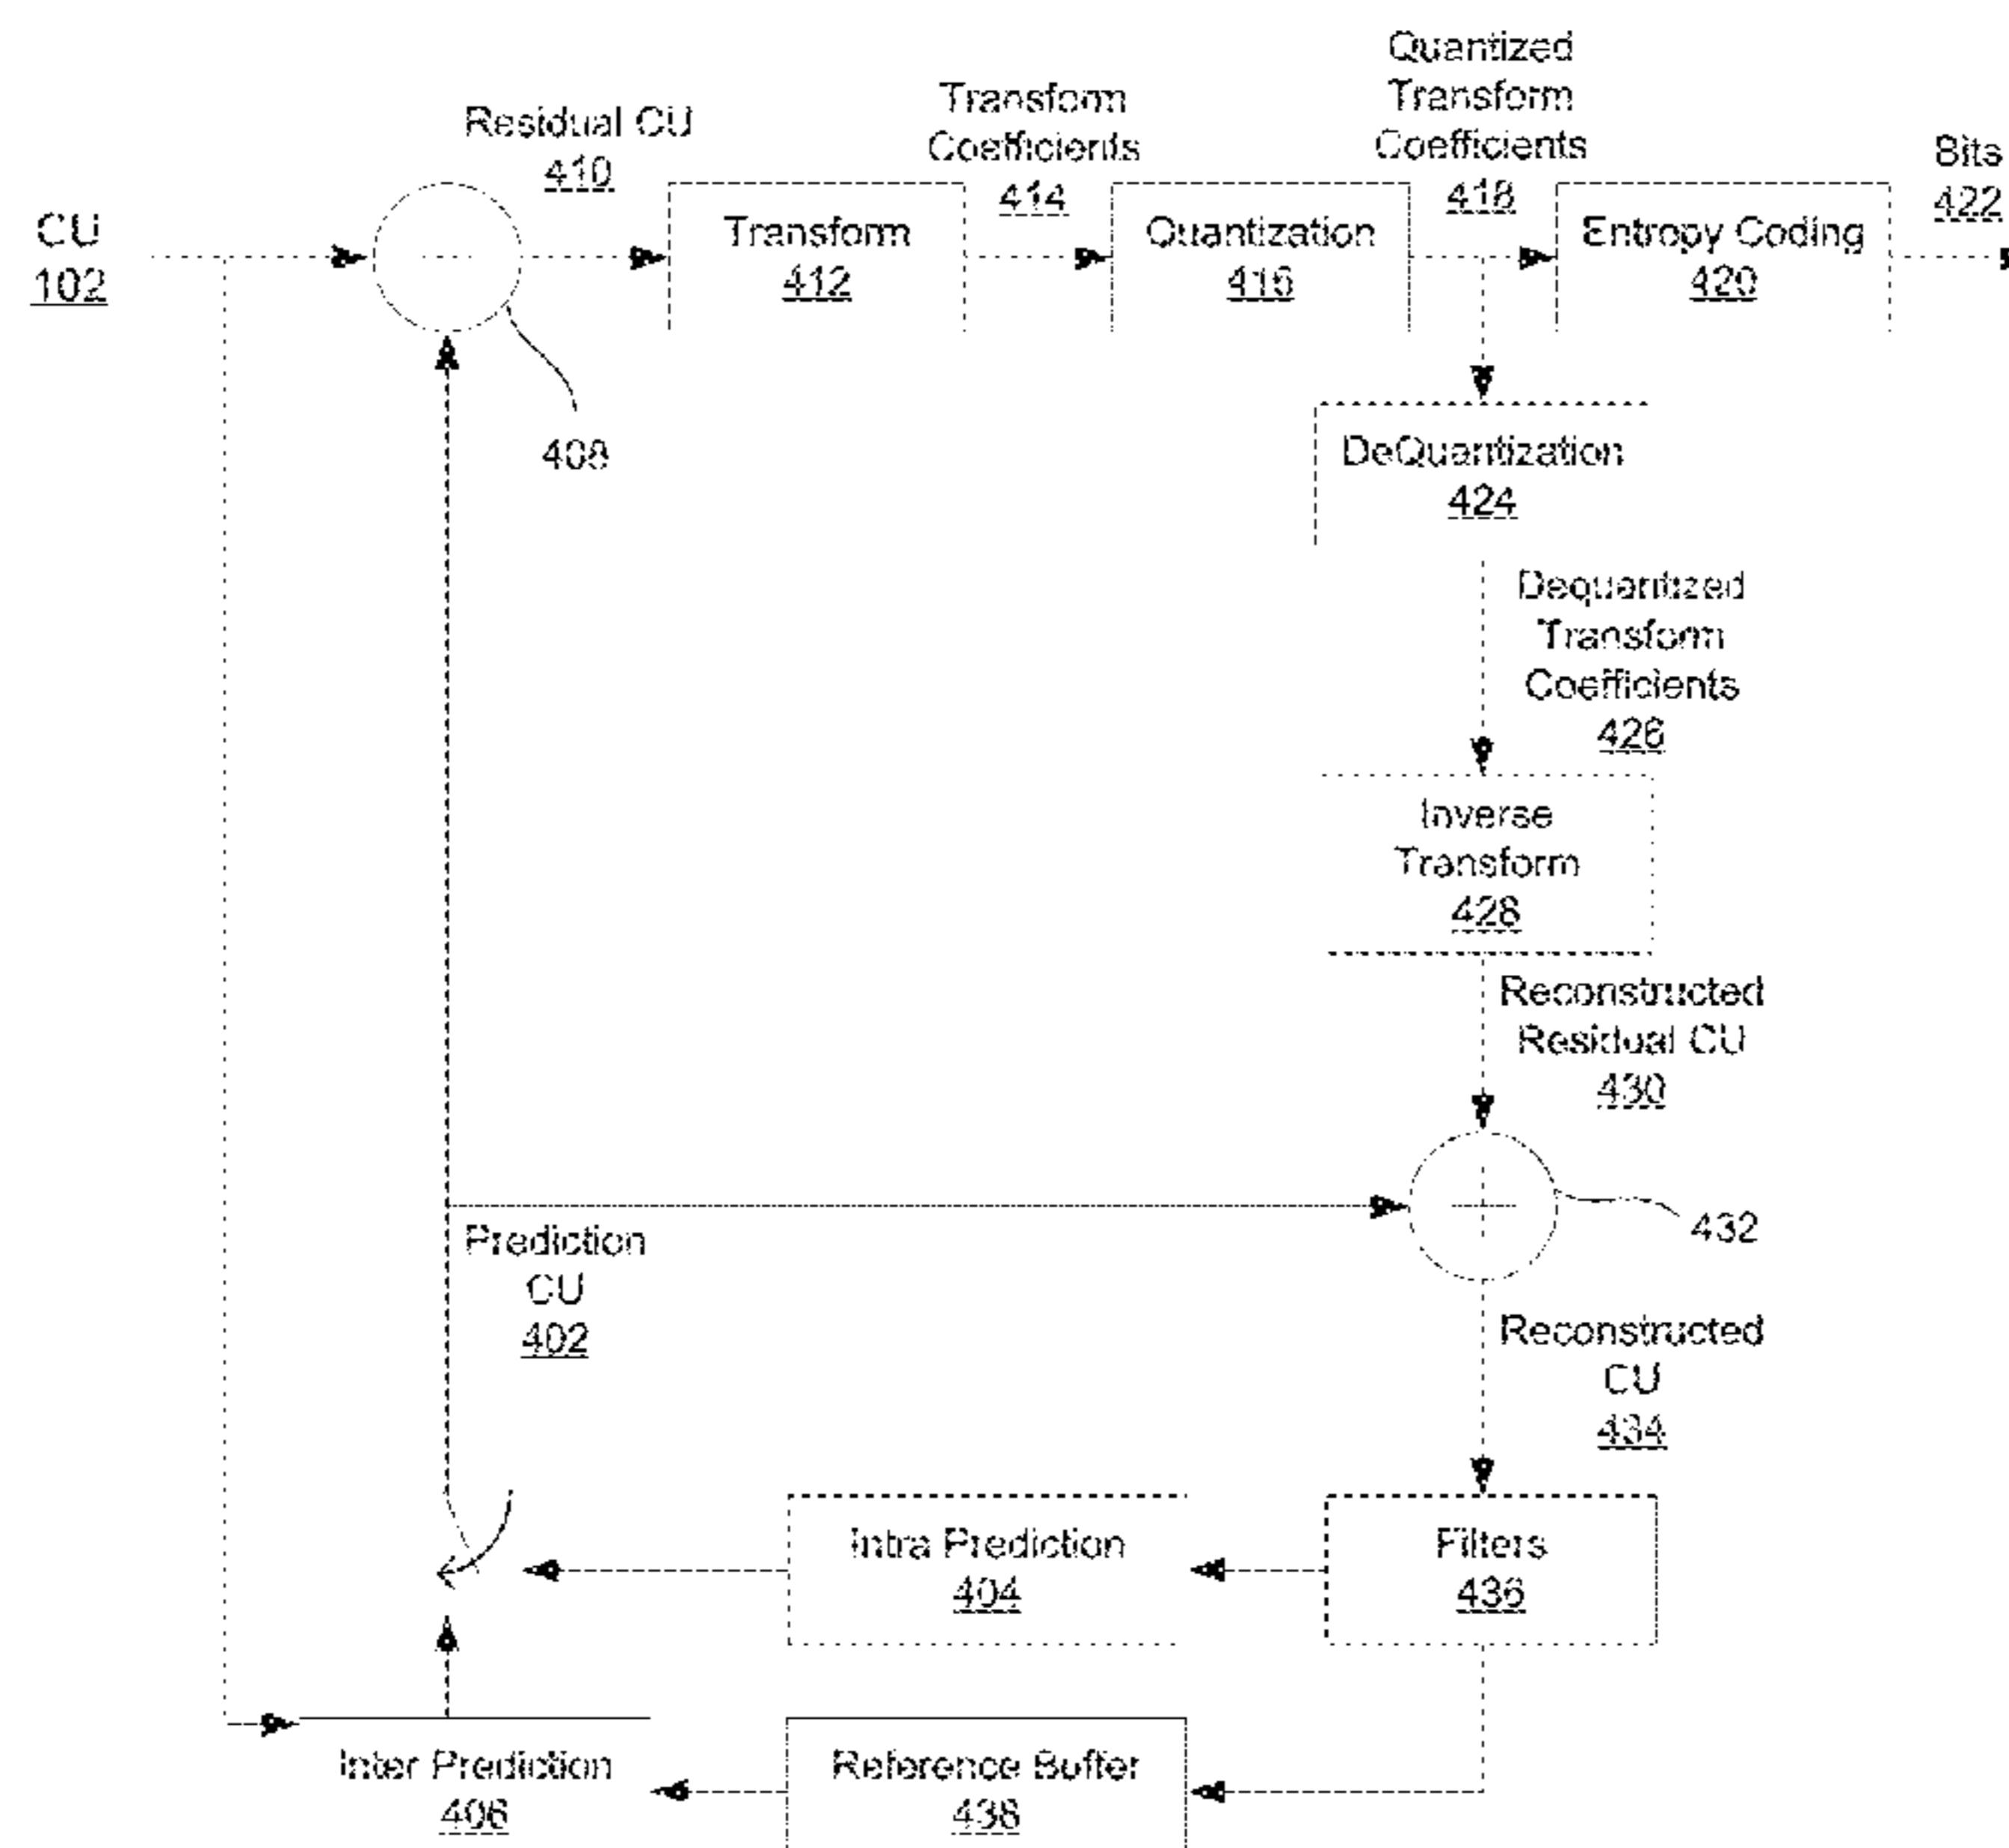 CU
102
Residual CU
410
Transform
412
Transform
Coefficients
414
Quantization
416
Quantized
Transform
Coefficients
418
Entropy Coding
420
Bits
422
408
DeQuantization
424
Dequantized
Transform
Coefficients
426
Inverse
Transform
428
Reconstructed
Residual CU
430
432
Prediction
CU
402
Reconstructed
CU
434
Intra Prediction
404
Filters
436
Inter Prediction
406
Reference Buffer
438